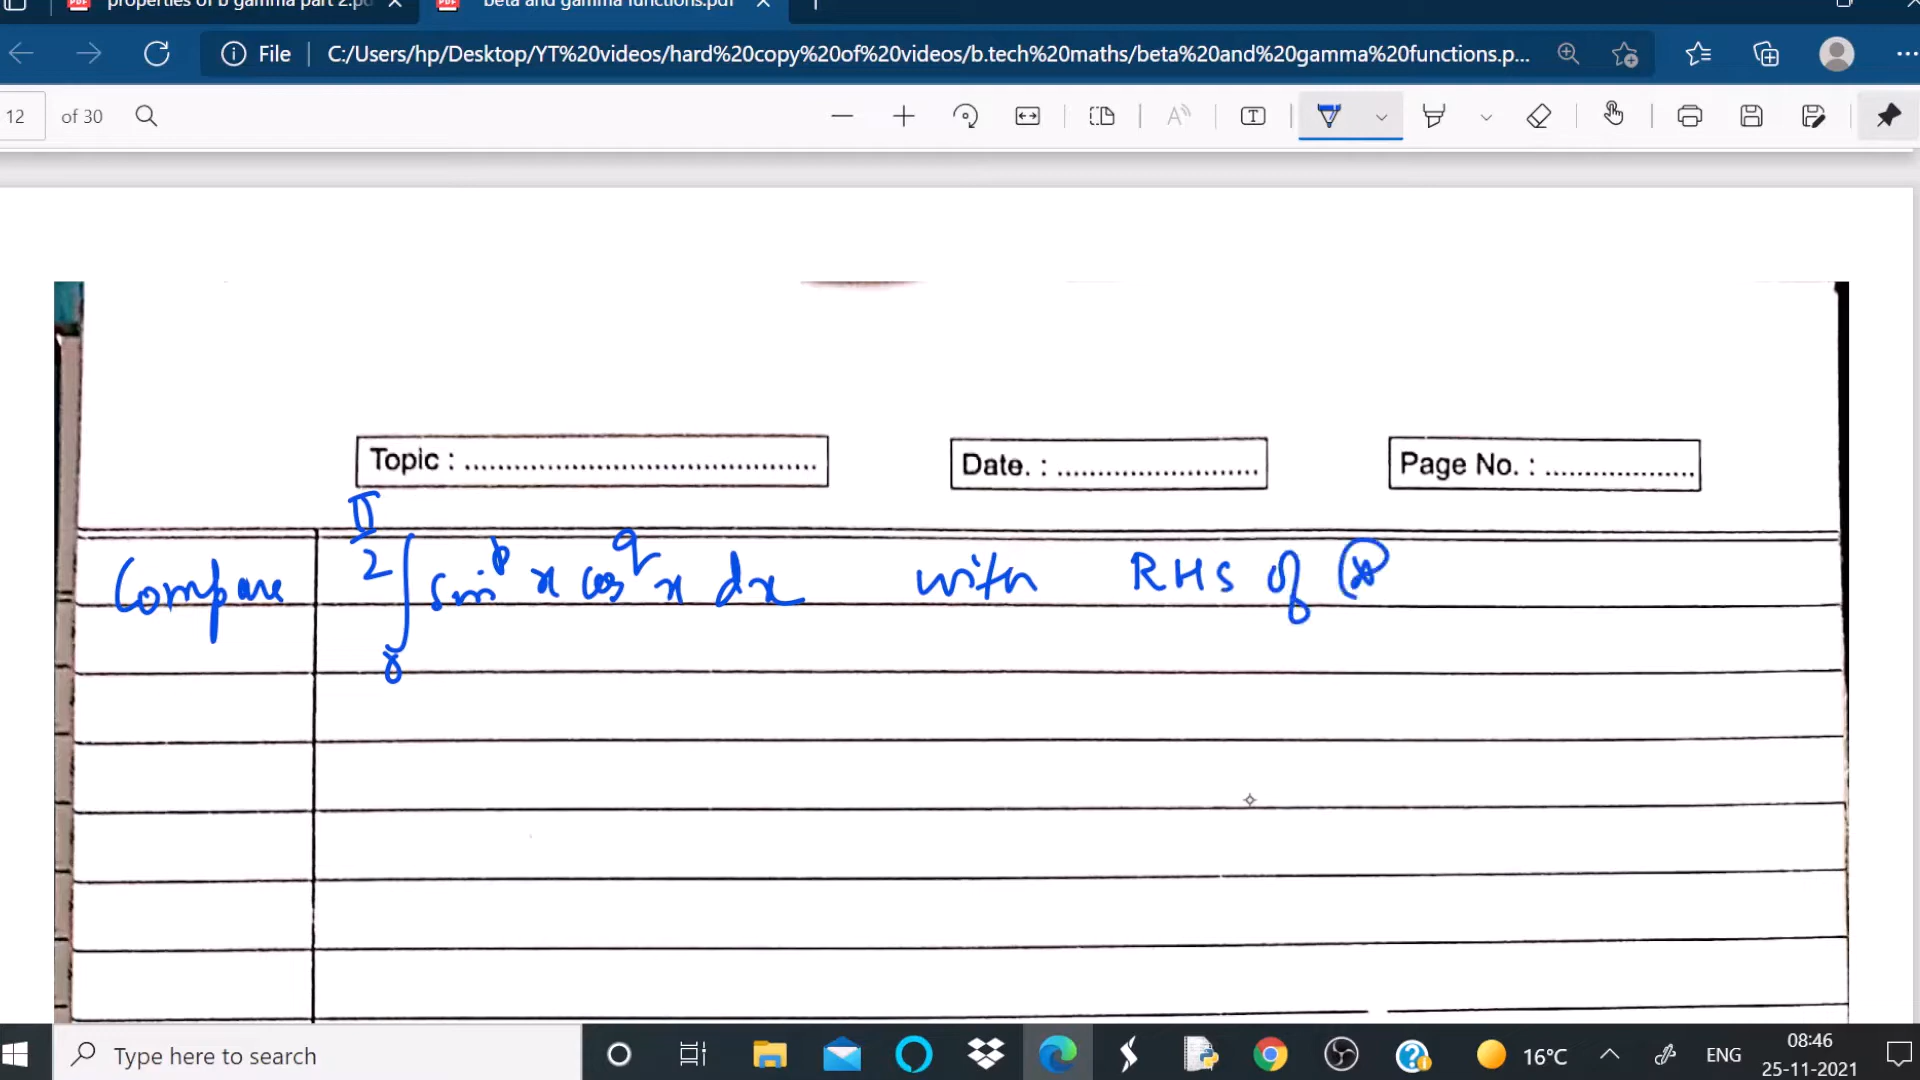 properties of b gamma part 2.pd
beta and gamma functions.pdf
File
C:/Users/hp/Desktop/YT%20videos/hard%20copy%20of%20videos/b.tech%20maths/beta%20and%20gamma%20functions.p...
12 of 30
Topic : ............................................
Date. : .........................
Page No. : ..................
Compare ∫₀^(π/2) sin^p x cos^q x dx with RHS of ⊛
Type here to search
16°C
ENG
08:46
25-11-2021